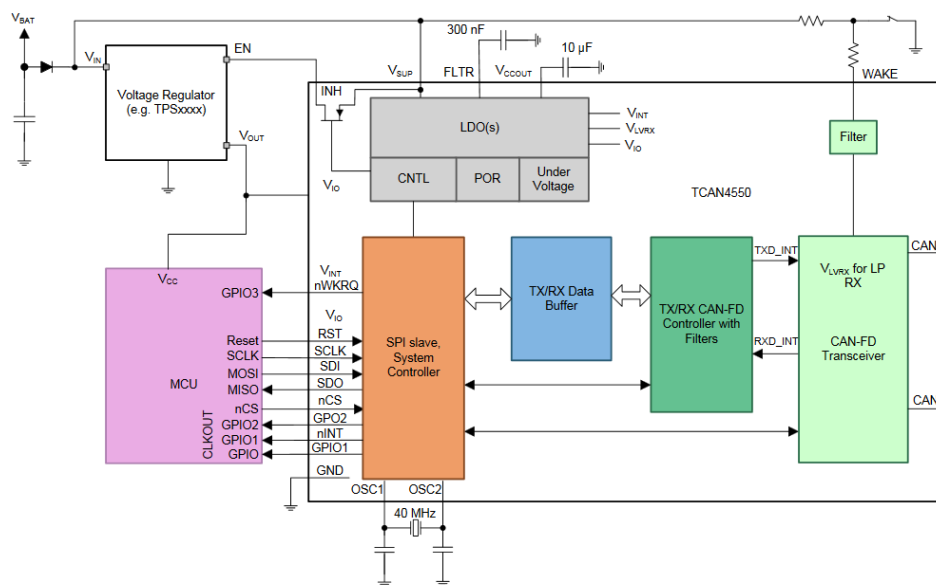 VBAT
VIN
EN
Voltage Regulator
(e.g. TPSxxxx)
VOUT
300 nF
10 µF
VSUP
FLTR
VCCOUT
WAKE
INH
LDO(s)
VINT
VLVRX
VIO
Filter
CNTL
POR
Under
Voltage
VIO
TCAN4550
VCC
MCU
GPIO3
Reset
SCLK
MOSI
MISO
nCS
GPIO2
GPIO1
GPIO
CLKOUT
VINT
nWKRQ
VIO
RST
SCLK
SDI
SDO
nCS
GPO2
nINT
GPIO1
GND
SPI slave,
System
Controller
TX/RX Data
Buffer
TX/RX CAN-FD
Controller with
Filters
TXD_INT
RXD_INT
VLVRX for LP
RX
CAN-FD
Transceiver
CAN
CAN
OSC1
OSC2
40 MHz